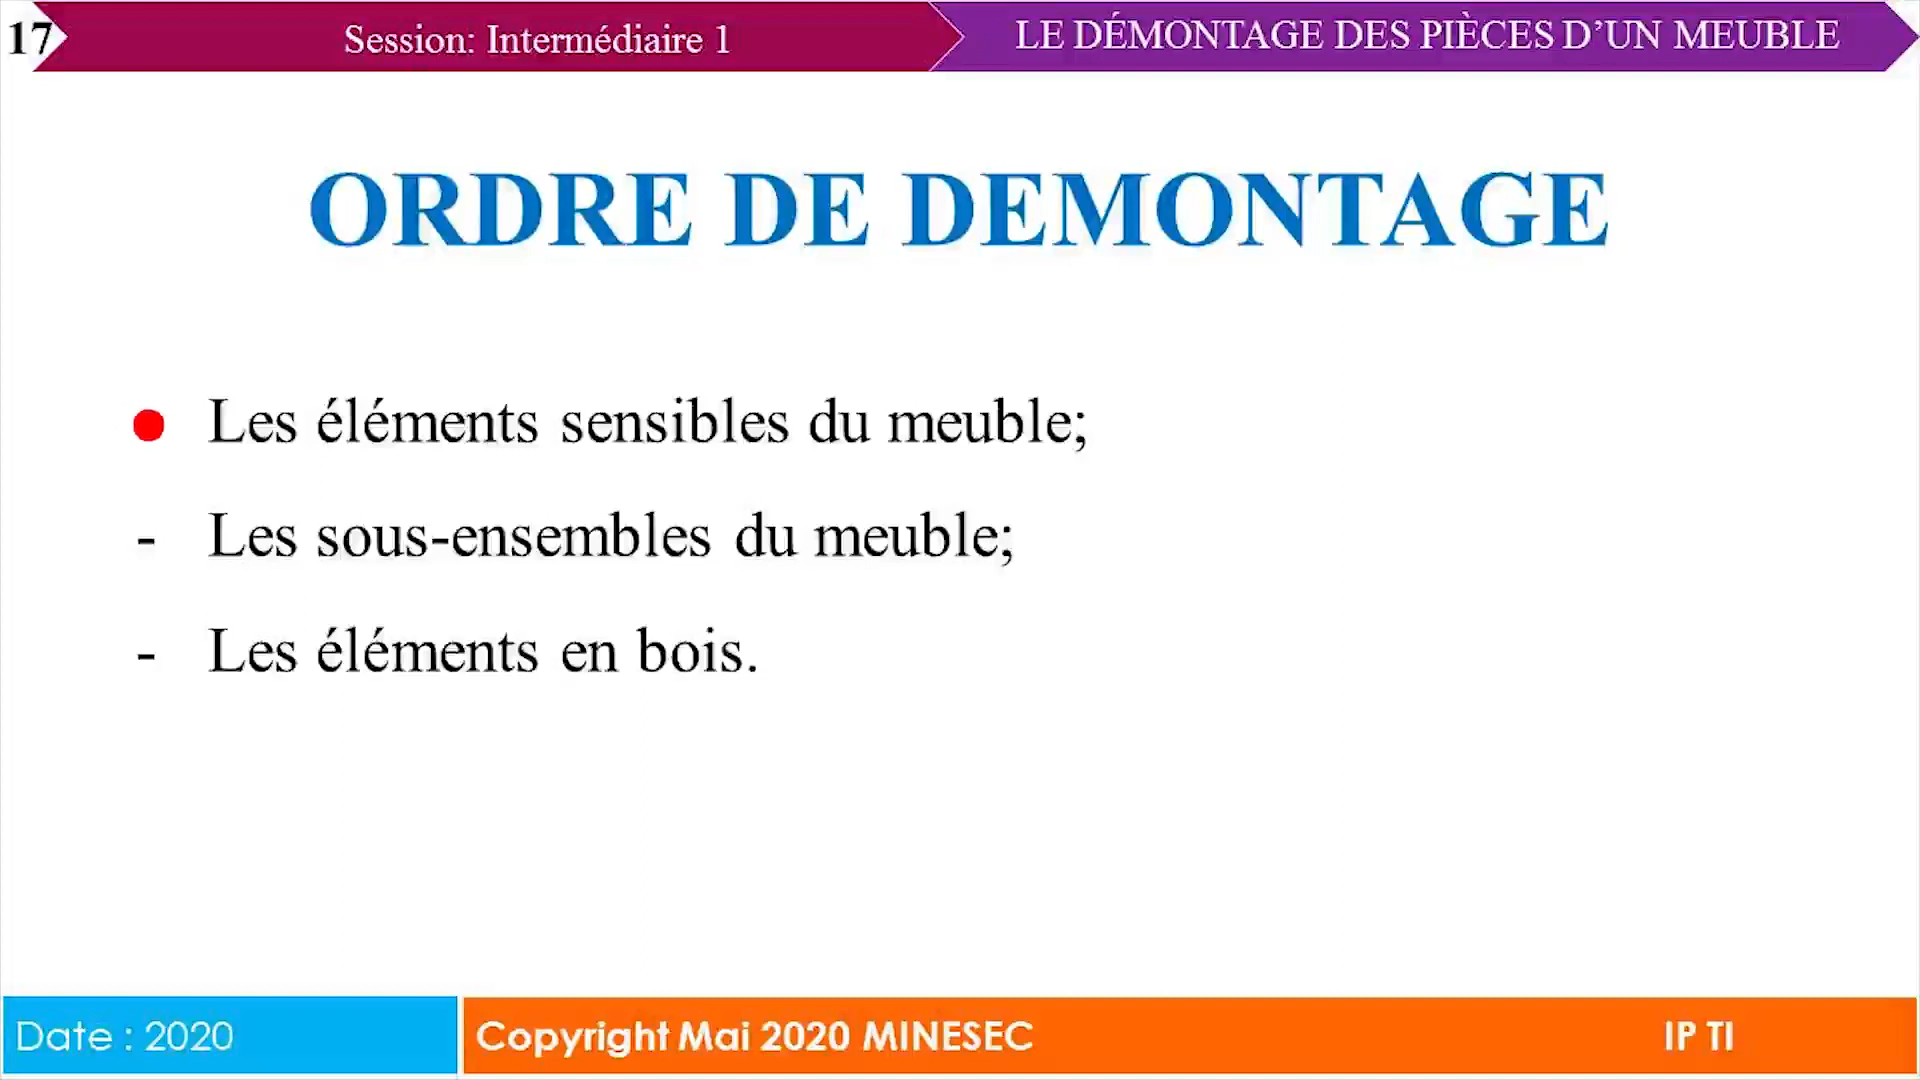 17
Session: Intermédiaire 1
LE DÉMONTAGE DES PIÈCES D’UN MEUBLE
ORDRE DE DEMONTAGE
● Les éléments sensibles du meuble;
- Les sous-ensembles du meuble;
- Les éléments en bois.
Date : 2020
Copyright Mai 2020 MINESEC
IP TI